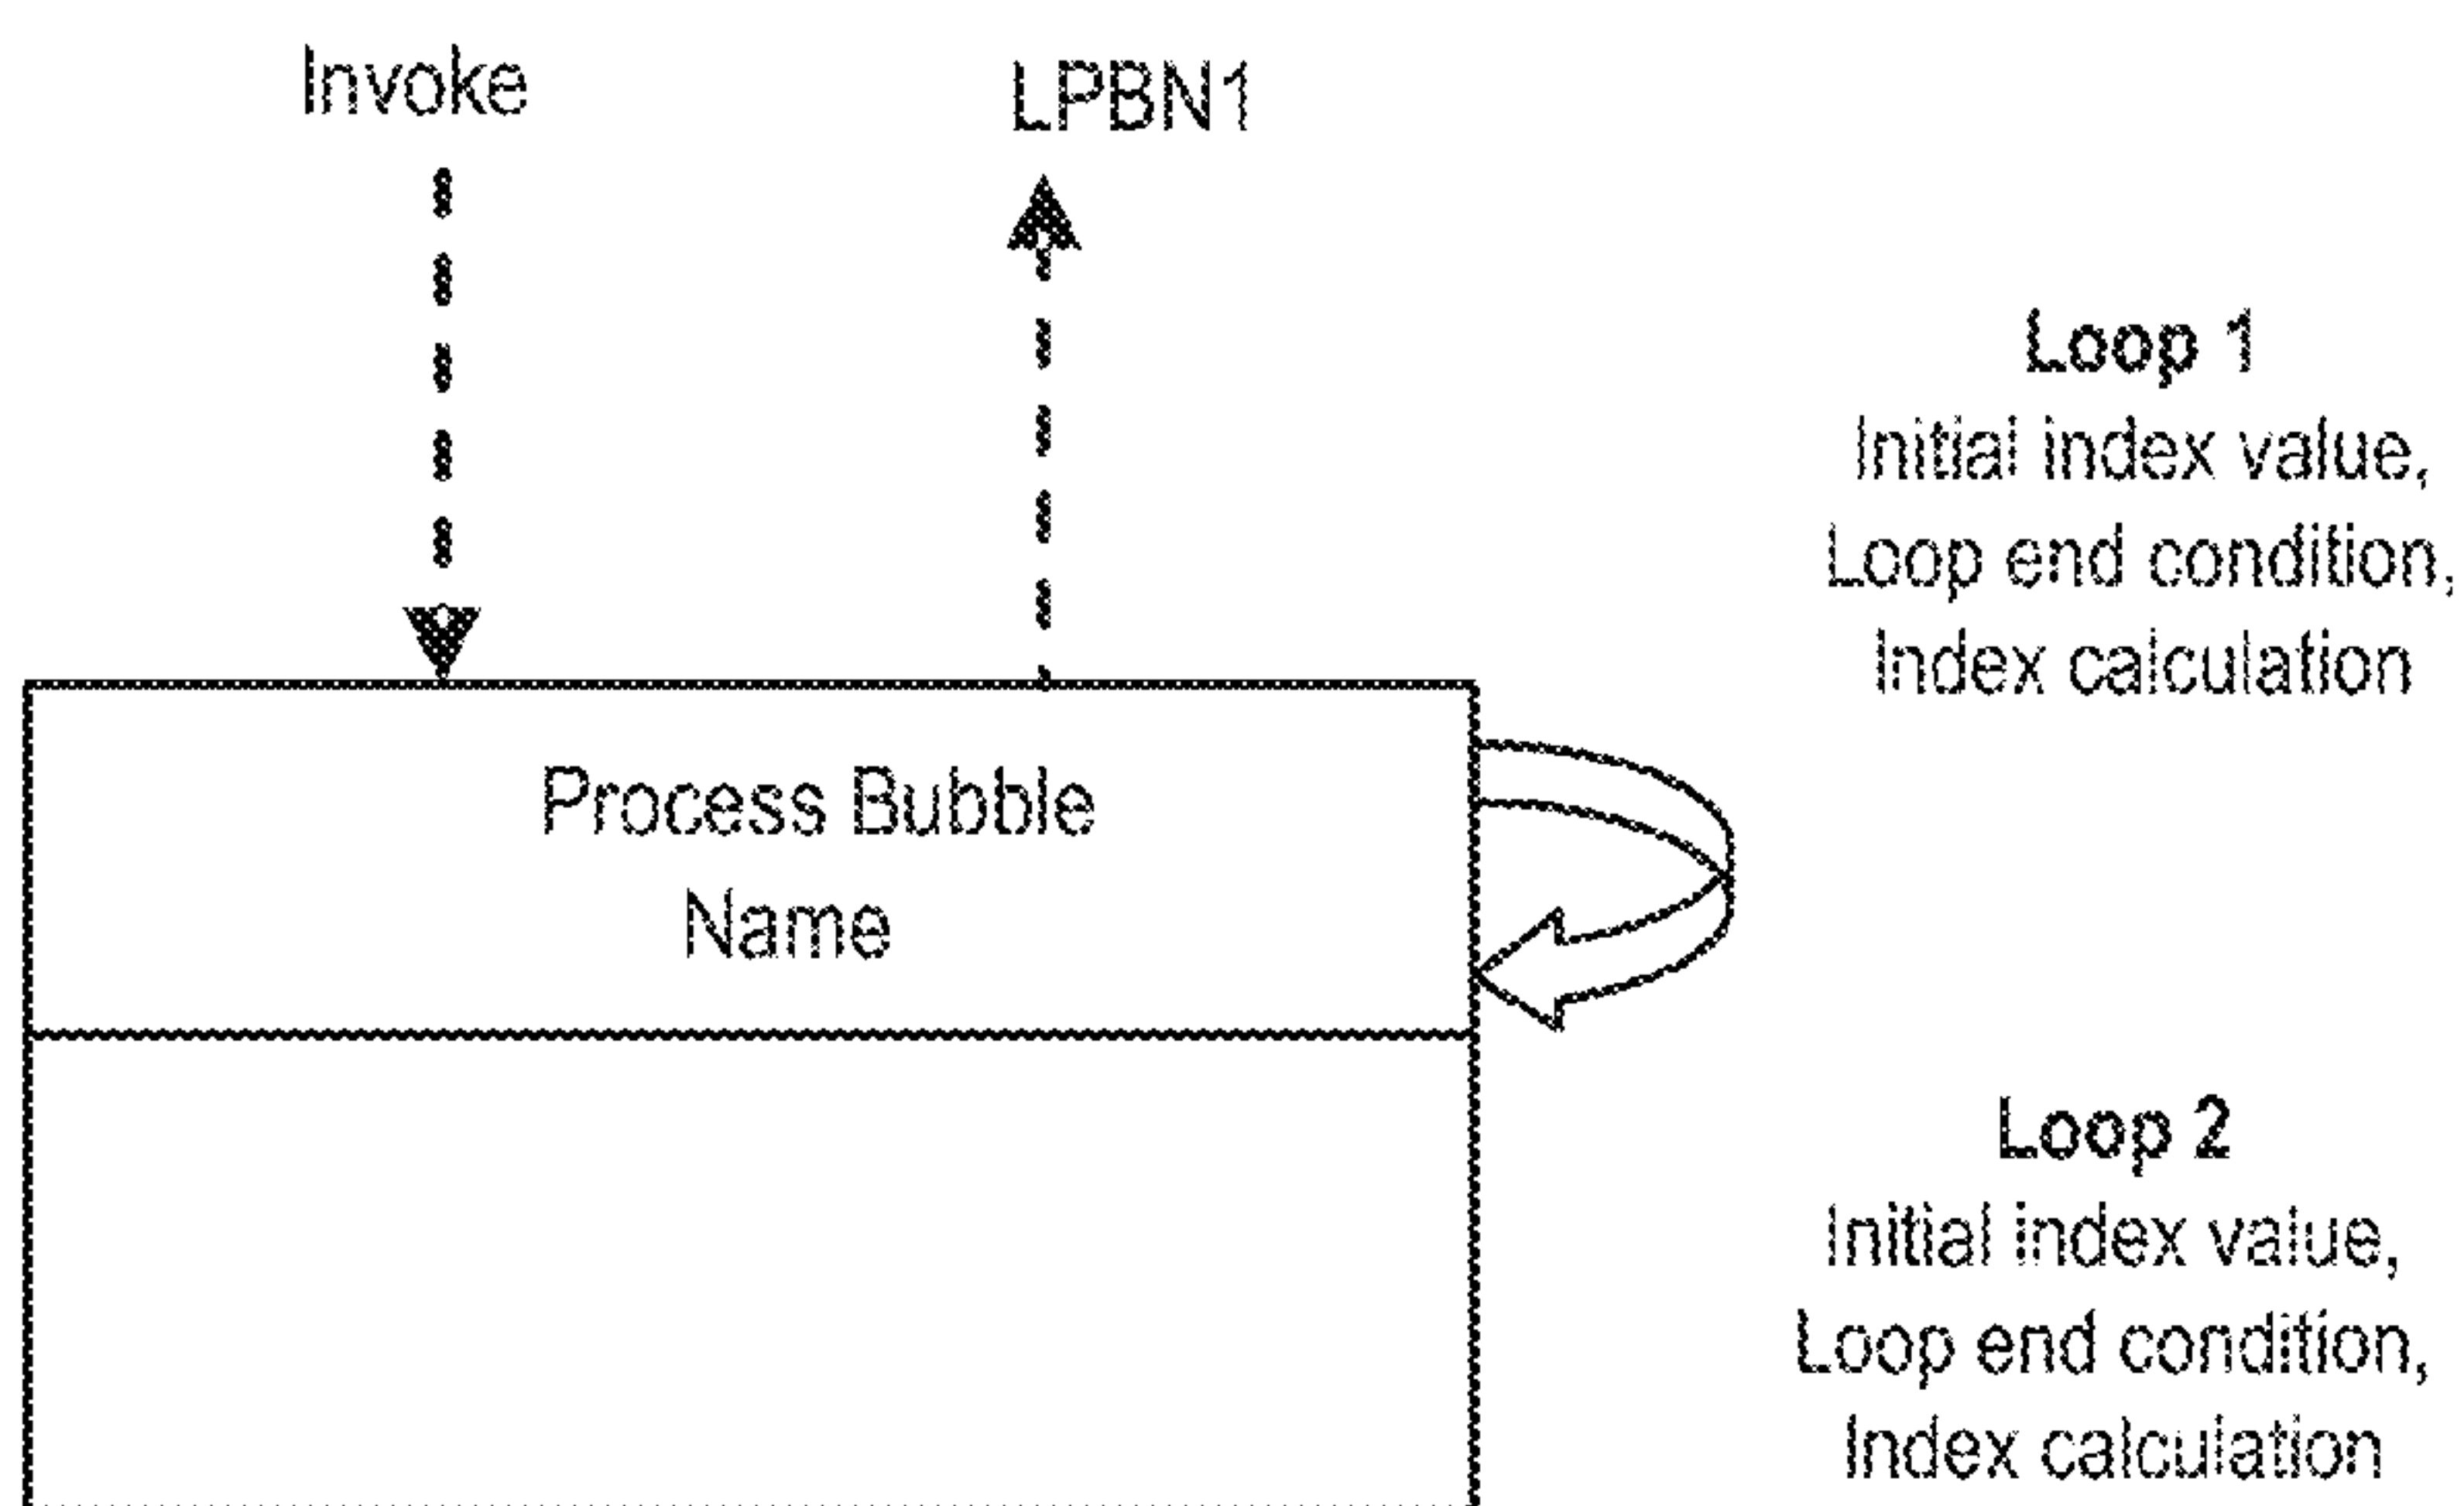 Invoke
LPBN1
Loop 1
Initial index value,
Loop end condition,
Index calculation
Process Bubble
Name
Loop 2
Initial index value,
Loop end condition,
Index calculation